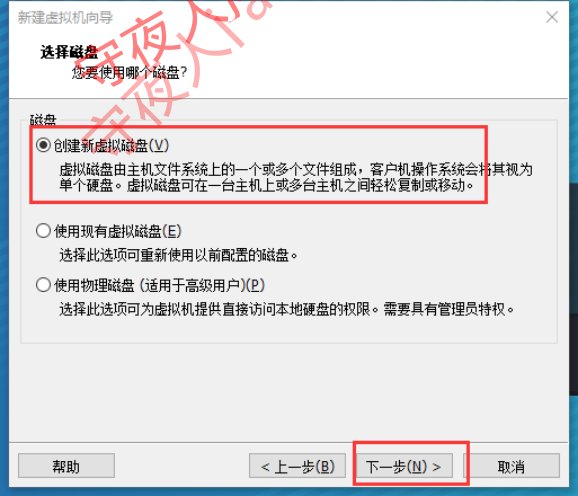 新建虚拟机向导
选择磁盘
您要使用哪个磁盘?
磁盘
创建新虚拟磁盘(V)
虚拟磁盘由主机文件系统上的一个或多个文件组成，客户机操作系统会将其视为
单个硬盘。虚拟磁盘可在一台主机上或多台主机之间轻松复制或移动。
使用现有虚拟磁盘(E)
选择此选项可重新使用以前配置的磁盘。
使用物理磁盘 (适用于高级用户)(P)
选择此选项可为虚拟机提供直接访问本地硬盘的权限。需要具有管理员特权。
帮助
< 上一步(B)
下一步(N) >
取消
守夜人
守夜人